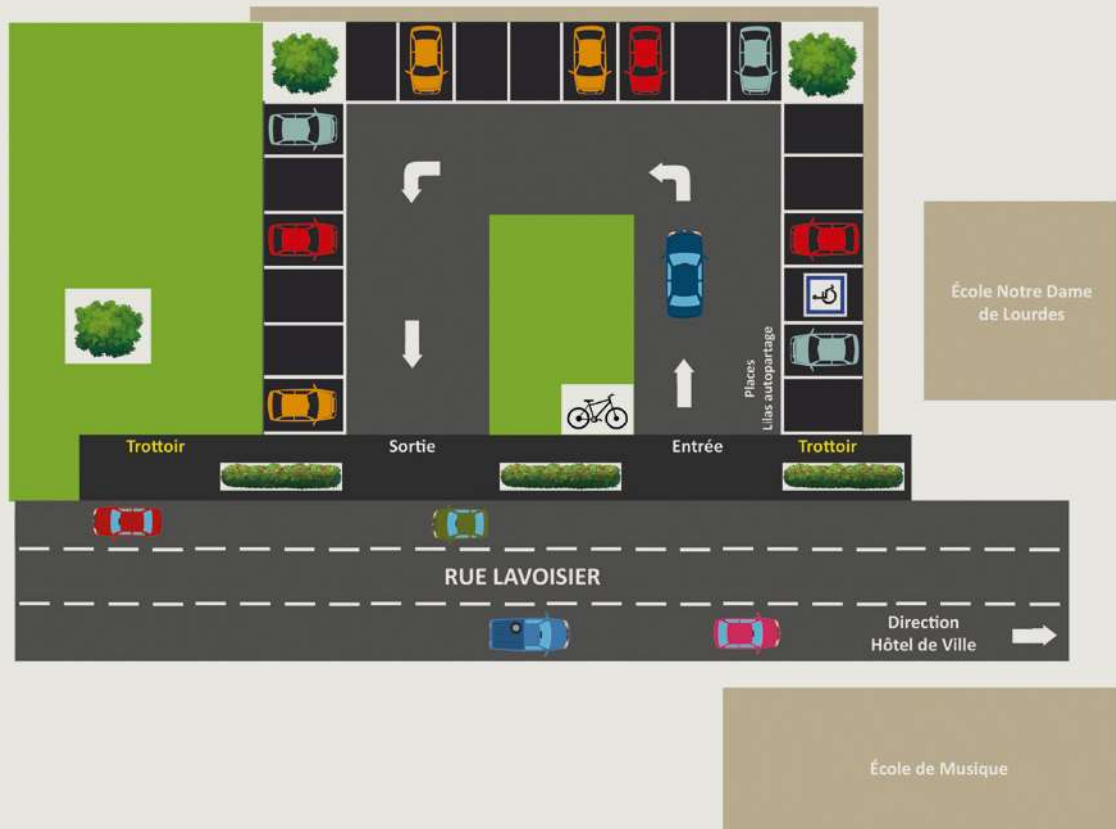 École Notre Dame
de Lourdes
Places
Lilas autopartage
Trottoir
Sortie
Entrée
Trottoir
RUE LAVOISIER
Direction
Hôtel de Ville
École de Musique